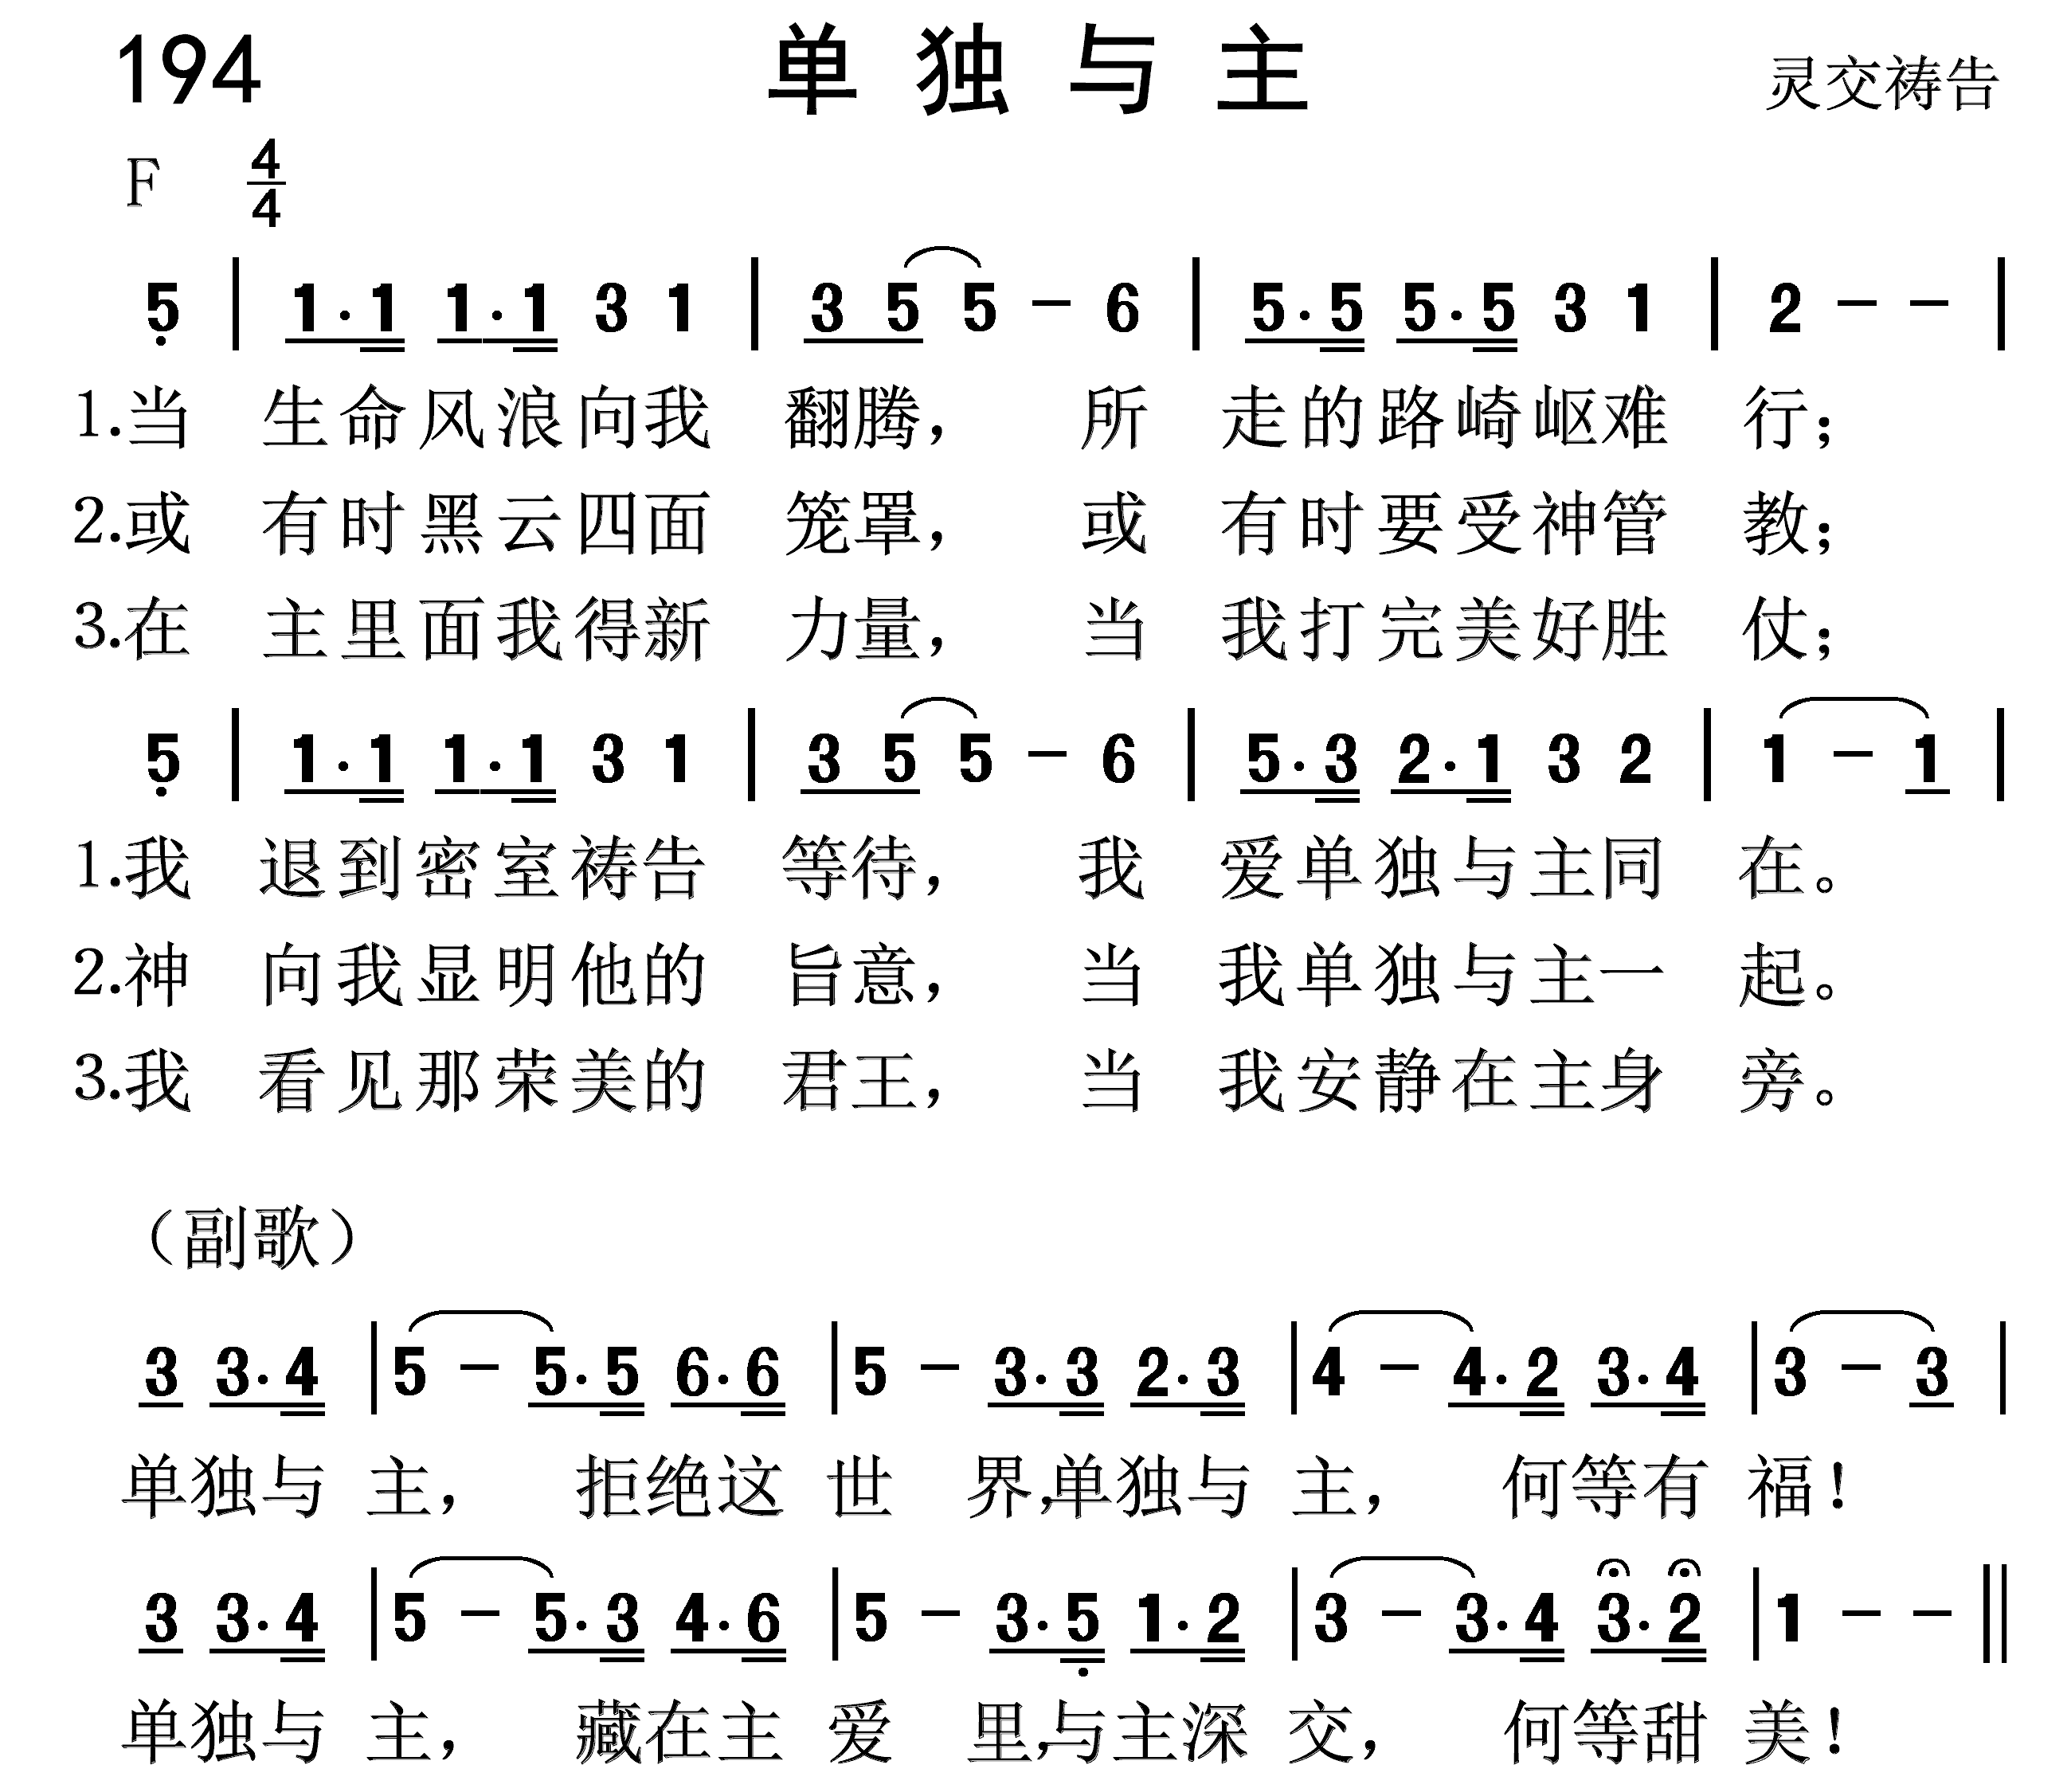 194 单独与主 灵交祷告
F 4/4
5̣ | 1·1 1·1 3 1 | 3 5 5 - 6 | 5·5 5·5 3 1 | 2 - - |
1.当 生命风浪向我 翻腾， 所 走的路崎岖难 行；
2.或 有时黑云四面 笼罩， 或 有时要受神管 教；
3.在 主里面我得新 力量， 当 我打完美好胜 仗；
5̣ | 1·1 1·1 3 1 | 3 5 5 - 6 | 5·3 2·1 3 2 | 1 - 1 |
1.我 退到密室祷告 等待， 我 爱单独与主同 在。
2.神 向我显明他的 旨意， 当 我单独与主一 起。
3.我 看见那荣美的 君王， 当 我安静在主身 旁。
（副歌）
3 3·4 | 5 - 5·5 6·6 | 5 - 3·3 2·3 | 4 - 4·2 3·4 | 3 - 3 |
单独与 主， 拒绝这 世 界，单独与 主， 何等有 福！
3 3·4 | 5 - 5·3 4·6 | 5 - 3·5̣ 1·2 | 3 - 3·4 3·2 | 1 - - ||
单独与 主， 藏在主 爱 里，与主深 交， 何等甜 美！